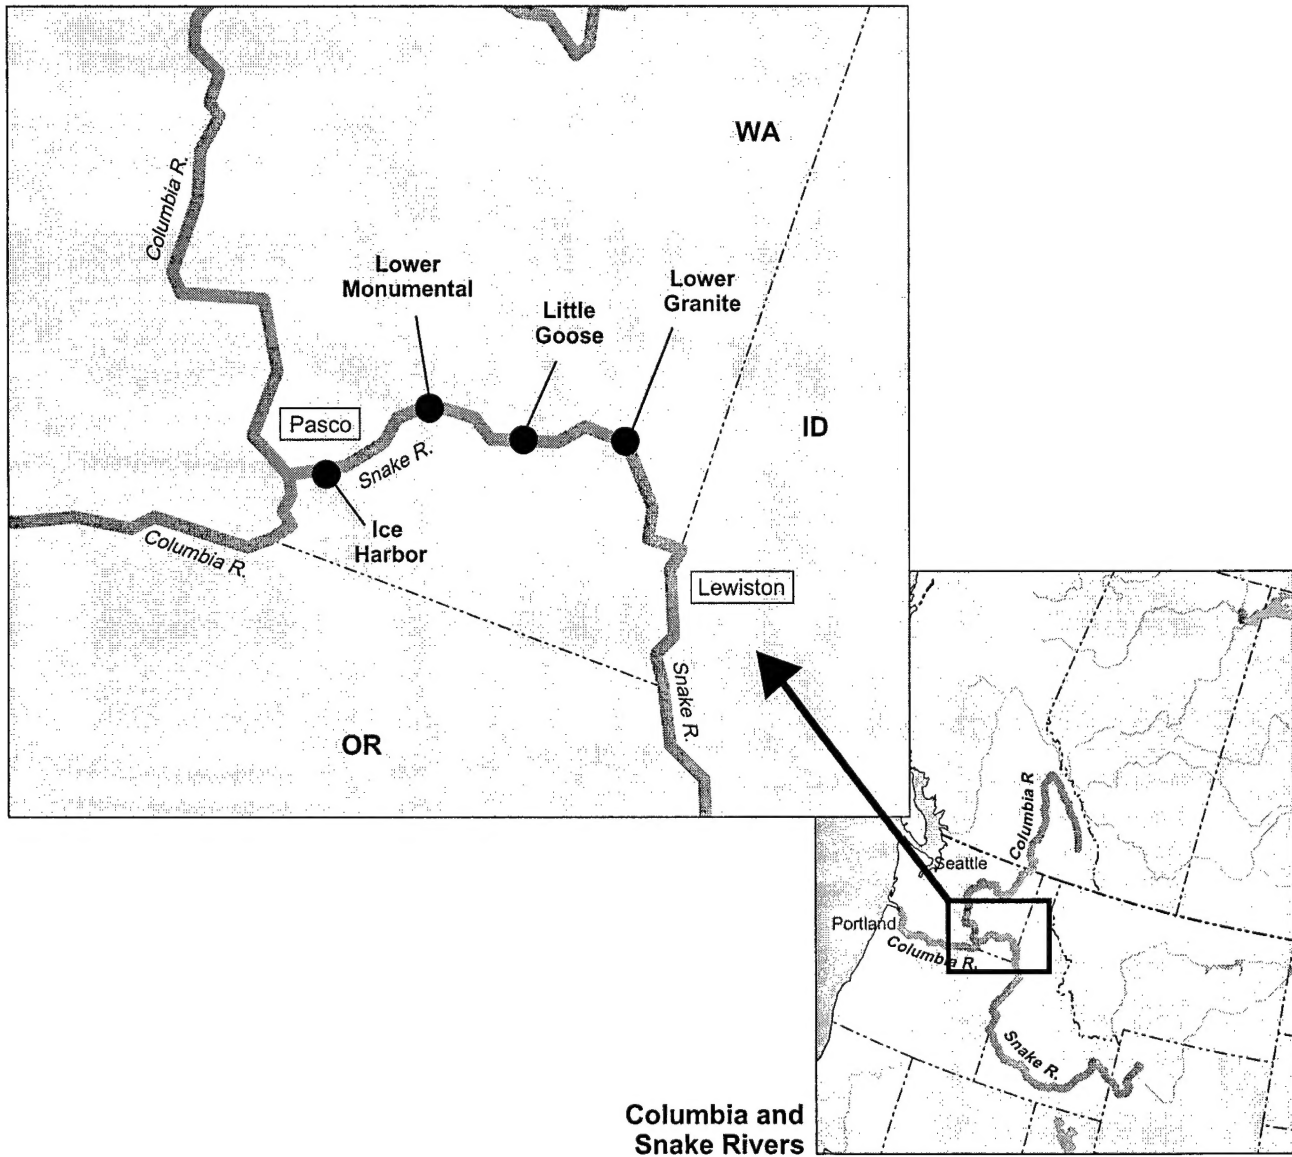 WA
Columbia R.
Lower
Monumental
Lower
Granite
Little
Goose
Pasco
ID
Snake R.
Ice
Harbor
Columbia R.
Lewiston
Snake R.
OR
Columbia R
Seattle
Portland
Columbia R.
Snake R.
Columbia and
Snake Rivers